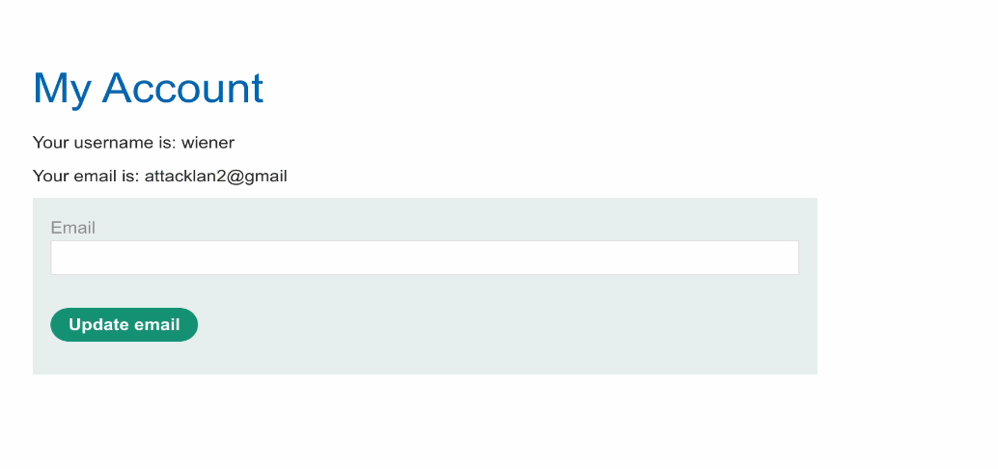 My Account
Your username is: wiener
Your email is: attacklan2@gmail
Email
Update email